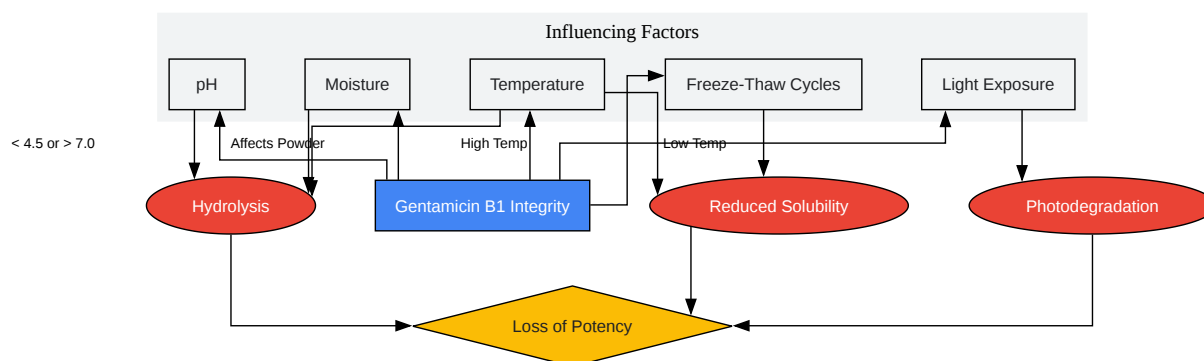 Influencing Factors
pH
Moisture
Temperature
Freeze-Thaw Cycles
Light Exposure
< 4.5 or > 7.0
Affects Powder
High Temp
Low Temp
Hydrolysis
Gentamicin B1 Integrity
Reduced Solubility
Photodegradation
Loss of Potency